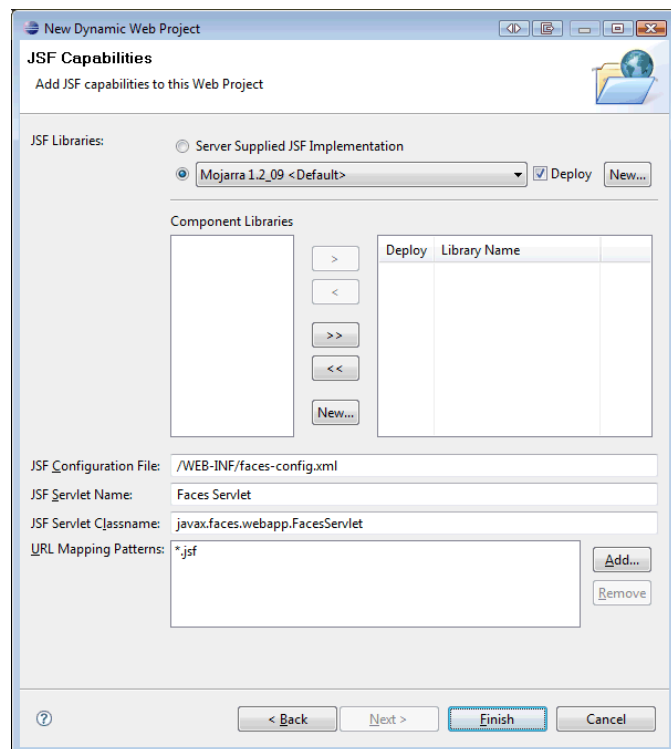 New Dynamic Web Project
JSF Capabilities
Add JSF capabilities to this Web Project
JSF Libraries:
Server Supplied JSF Implementation
Mojarra 1.2_09 <Default>
Deploy
New...
Component Libraries
>
<
>>
<<
New...
Deploy Library Name
JSF Configuration File: /WEB-INF/faces-config.xml
JSF Servlet Name: Faces Servlet
JSF Servlet Classname: javax.faces.webapp.FacesServlet
URL Mapping Patterns: *.jsf
Add...
Remove
?
< Back
Next >
Finish
Cancel